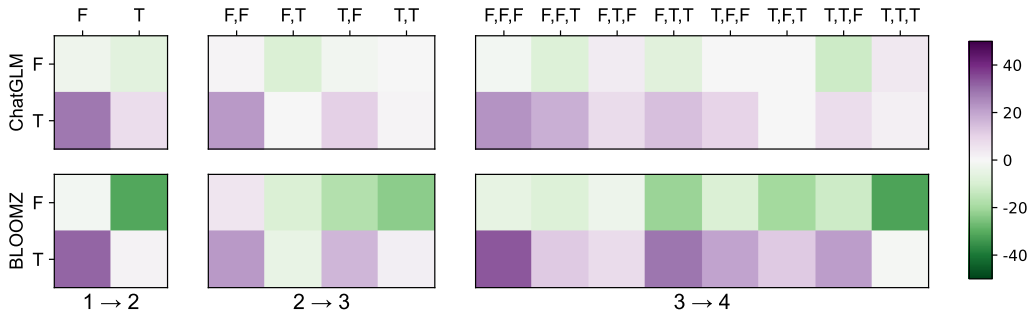 F T F,F F,T T,F T,T F,F,F F,F,T F,T,F F,T,T T,F,F T,F,T T,T,F T,T,T
ChatGLM
F
T
BLOOMZ
F
T
1 → 2 2 → 3 3 → 4
40
20
0
-20
-40